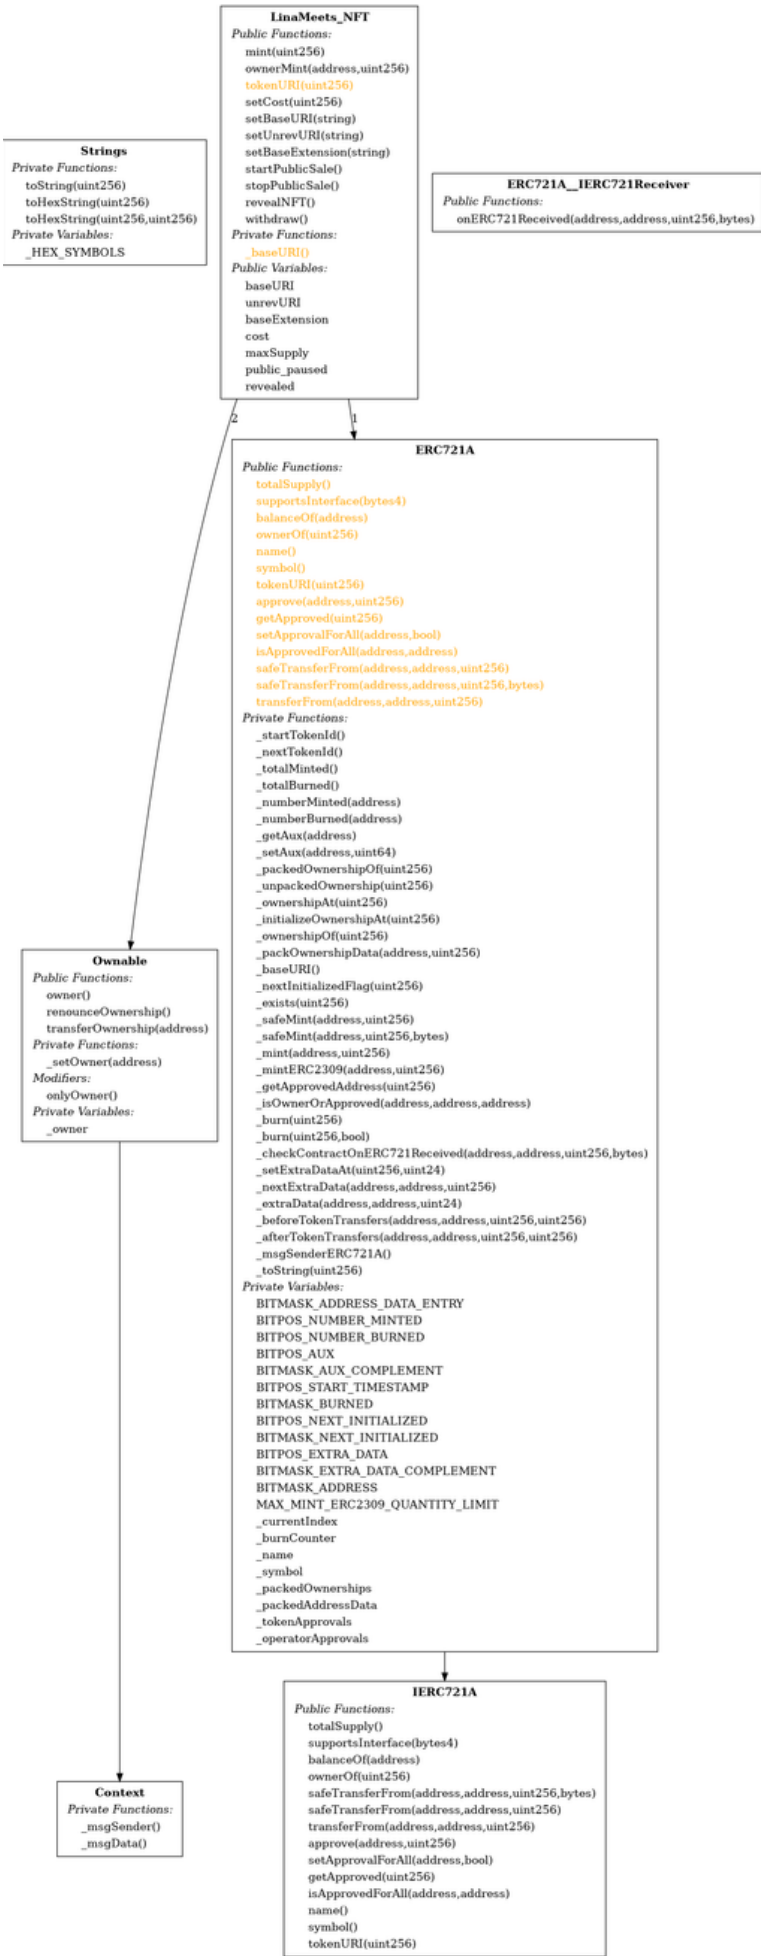 LinaMeets_NFT
Public Functions:
mint(uint256)
ownerMint(address,uint256)
tokenURI(uint256)
setCost(uint256)
setBaseURI(string)
setUnrevURI(string)
setBaseExtension(string)
startPublicSale()
stopPublicSale()
revealNFT()
withdraw()
Private Functions:
_baseURI()
Public Variables:
baseURI
unrevURI
baseExtension
cost
maxSupply
public_paused
revealed
Strings
Private Functions:
toString(uint256)
toHexString(uint256)
toHexString(uint256,uint256)
Private Variables:
_HEX_SYMBOLS
ERC721A__IERC721Receiver
Public Functions:
onERC721Received(address,address,uint256,bytes)
2
1
ERC721A
Public Functions:
totalSupply()
supportsInterface(bytes4)
balanceOf(address)
ownerOf(uint256)
name()
symbol()
tokenURI(uint256)
approve(address,uint256)
getApproved(uint256)
setApprovalForAll(address,bool)
isApprovedForAll(address,address)
safeTransferFrom(address,address,uint256)
safeTransferFrom(address,address,uint256,bytes)
transferFrom(address,address,uint256)
Private Functions:
_startTokenId()
_nextTokenId()
_totalMinted()
_totalBurned()
_numberMinted(address)
_numberBurned(address)
_getAux(address)
_setAux(address,uint64)
_packedOwnershipOf(uint256)
_unpackedOwnership(uint256)
_ownershipAt(uint256)
_initializeOwnershipAt(uint256)
_ownershipOf(uint256)
_packOwnershipData(address,uint256)
_baseURI()
_nextInitializedFlag(uint256)
_exists(uint256)
_safeMint(address,uint256)
_safeMint(address,uint256,bytes)
_mint(address,uint256)
_mintERC2309(address,uint256)
_getApprovedAddress(uint256)
_isOwnerOrApproved(address,address,address)
_burn(uint256)
_burn(uint256,bool)
_checkContractOnERC721Received(address,address,uint256,bytes)
_setExtraDataAt(uint256,uint24)
_nextExtraData(address,address,uint256)
_extraData(address,address,uint24)
_beforeTokenTransfers(address,address,uint256,uint256)
_afterTokenTransfers(address,address,uint256,uint256)
_msgSenderERC721A()
_toString(uint256)
Private Variables:
BITMASK_ADDRESS_DATA_ENTRY
BITPOS_NUMBER_MINTED
BITPOS_NUMBER_BURNED
BITPOS_AUX
BITMASK_AUX_COMPLEMENT
BITPOS_START_TIMESTAMP
BITMASK_BURNED
BITPOS_NEXT_INITIALIZED
BITMASK_NEXT_INITIALIZED
BITPOS_EXTRA_DATA
BITMASK_EXTRA_DATA_COMPLEMENT
BITMASK_ADDRESS
MAX_MINT_ERC2309_QUANTITY_LIMIT
_currentIndex
_burnCounter
_name
_symbol
_packedOwnerships
_packedAddressData
_tokenApprovals
_operatorApprovals
Ownable
Public Functions:
owner()
renounceOwnership()
transferOwnership(address)
Private Functions:
_setOwner(address)
Modifiers:
onlyOwner()
Private Variables:
_owner
Context
Private Functions:
_msgSender()
_msgData()
IERC721A
Public Functions:
totalSupply()
supportsInterface(bytes4)
balanceOf(address)
ownerOf(uint256)
safeTransferFrom(address,address,uint256,bytes)
safeTransferFrom(address,address,uint256)
transferFrom(address,address,uint256)
approve(address,uint256)
setApprovalForAll(address,bool)
getApproved(uint256)
isApprovedForAll(address,address)
name()
symbol()
tokenURI(uint256)